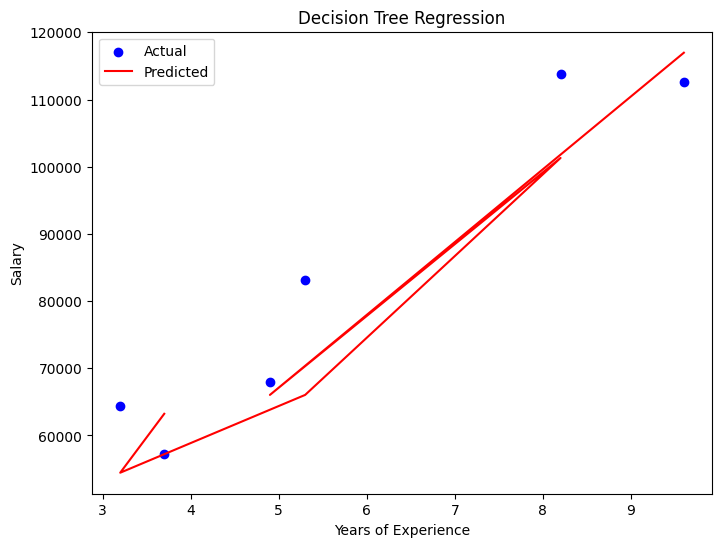 Decision Tree Regression
Actual
Predicted
120000
110000
100000
90000
80000
70000
60000
Salary
3 4 5 6 7 8 9
Years of Experience